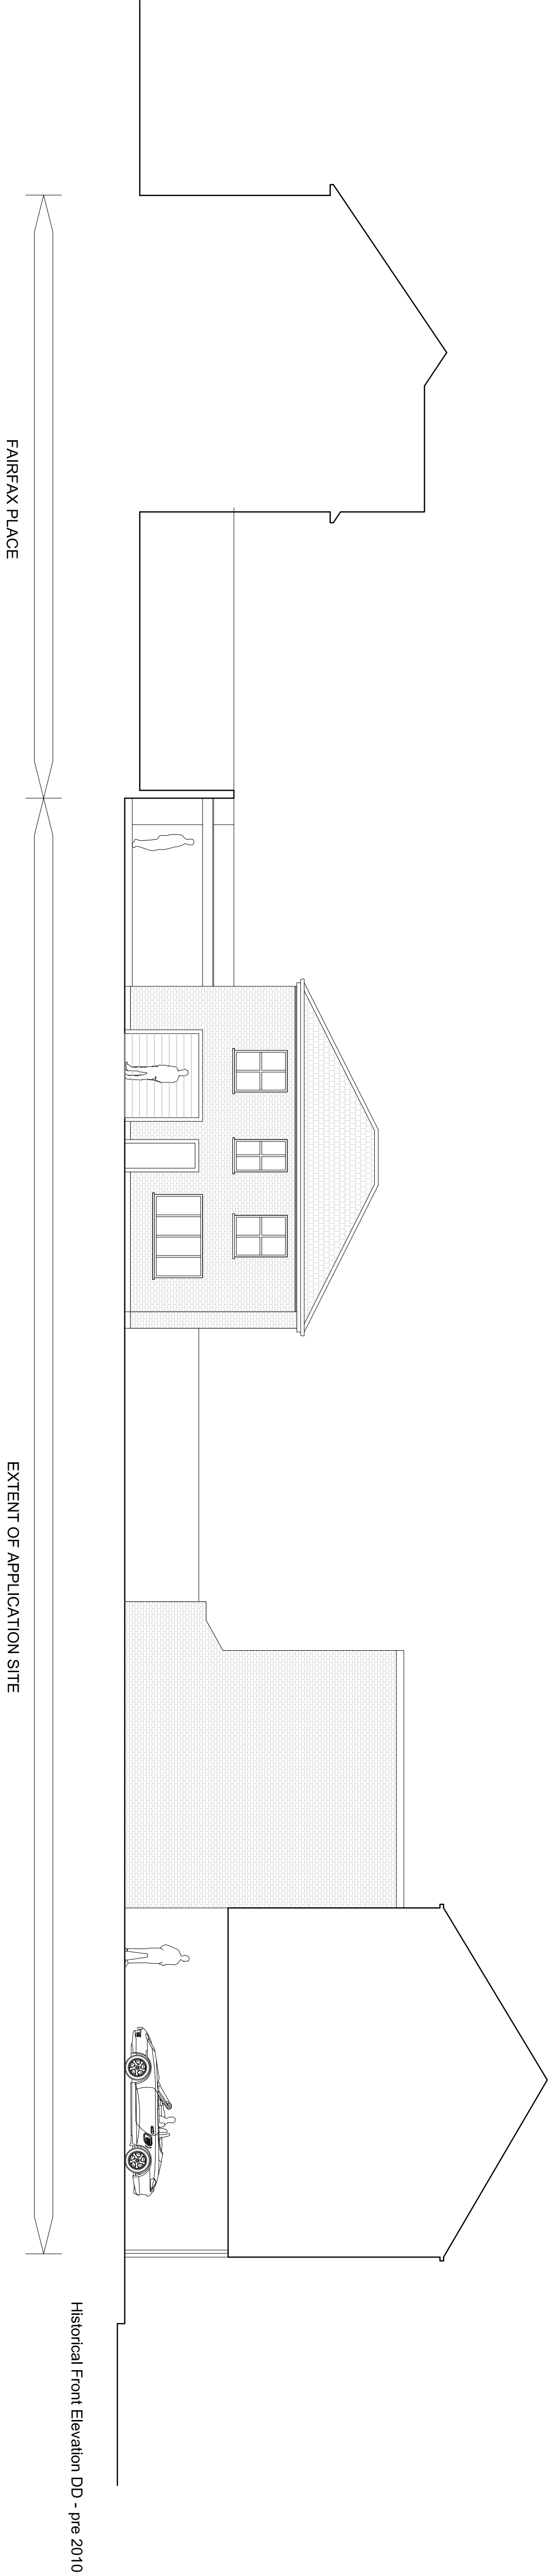 FAIRFAX PLACE
EXTENT OF APPLICATION SITE
Historical Front Elevation DD - pre 2010